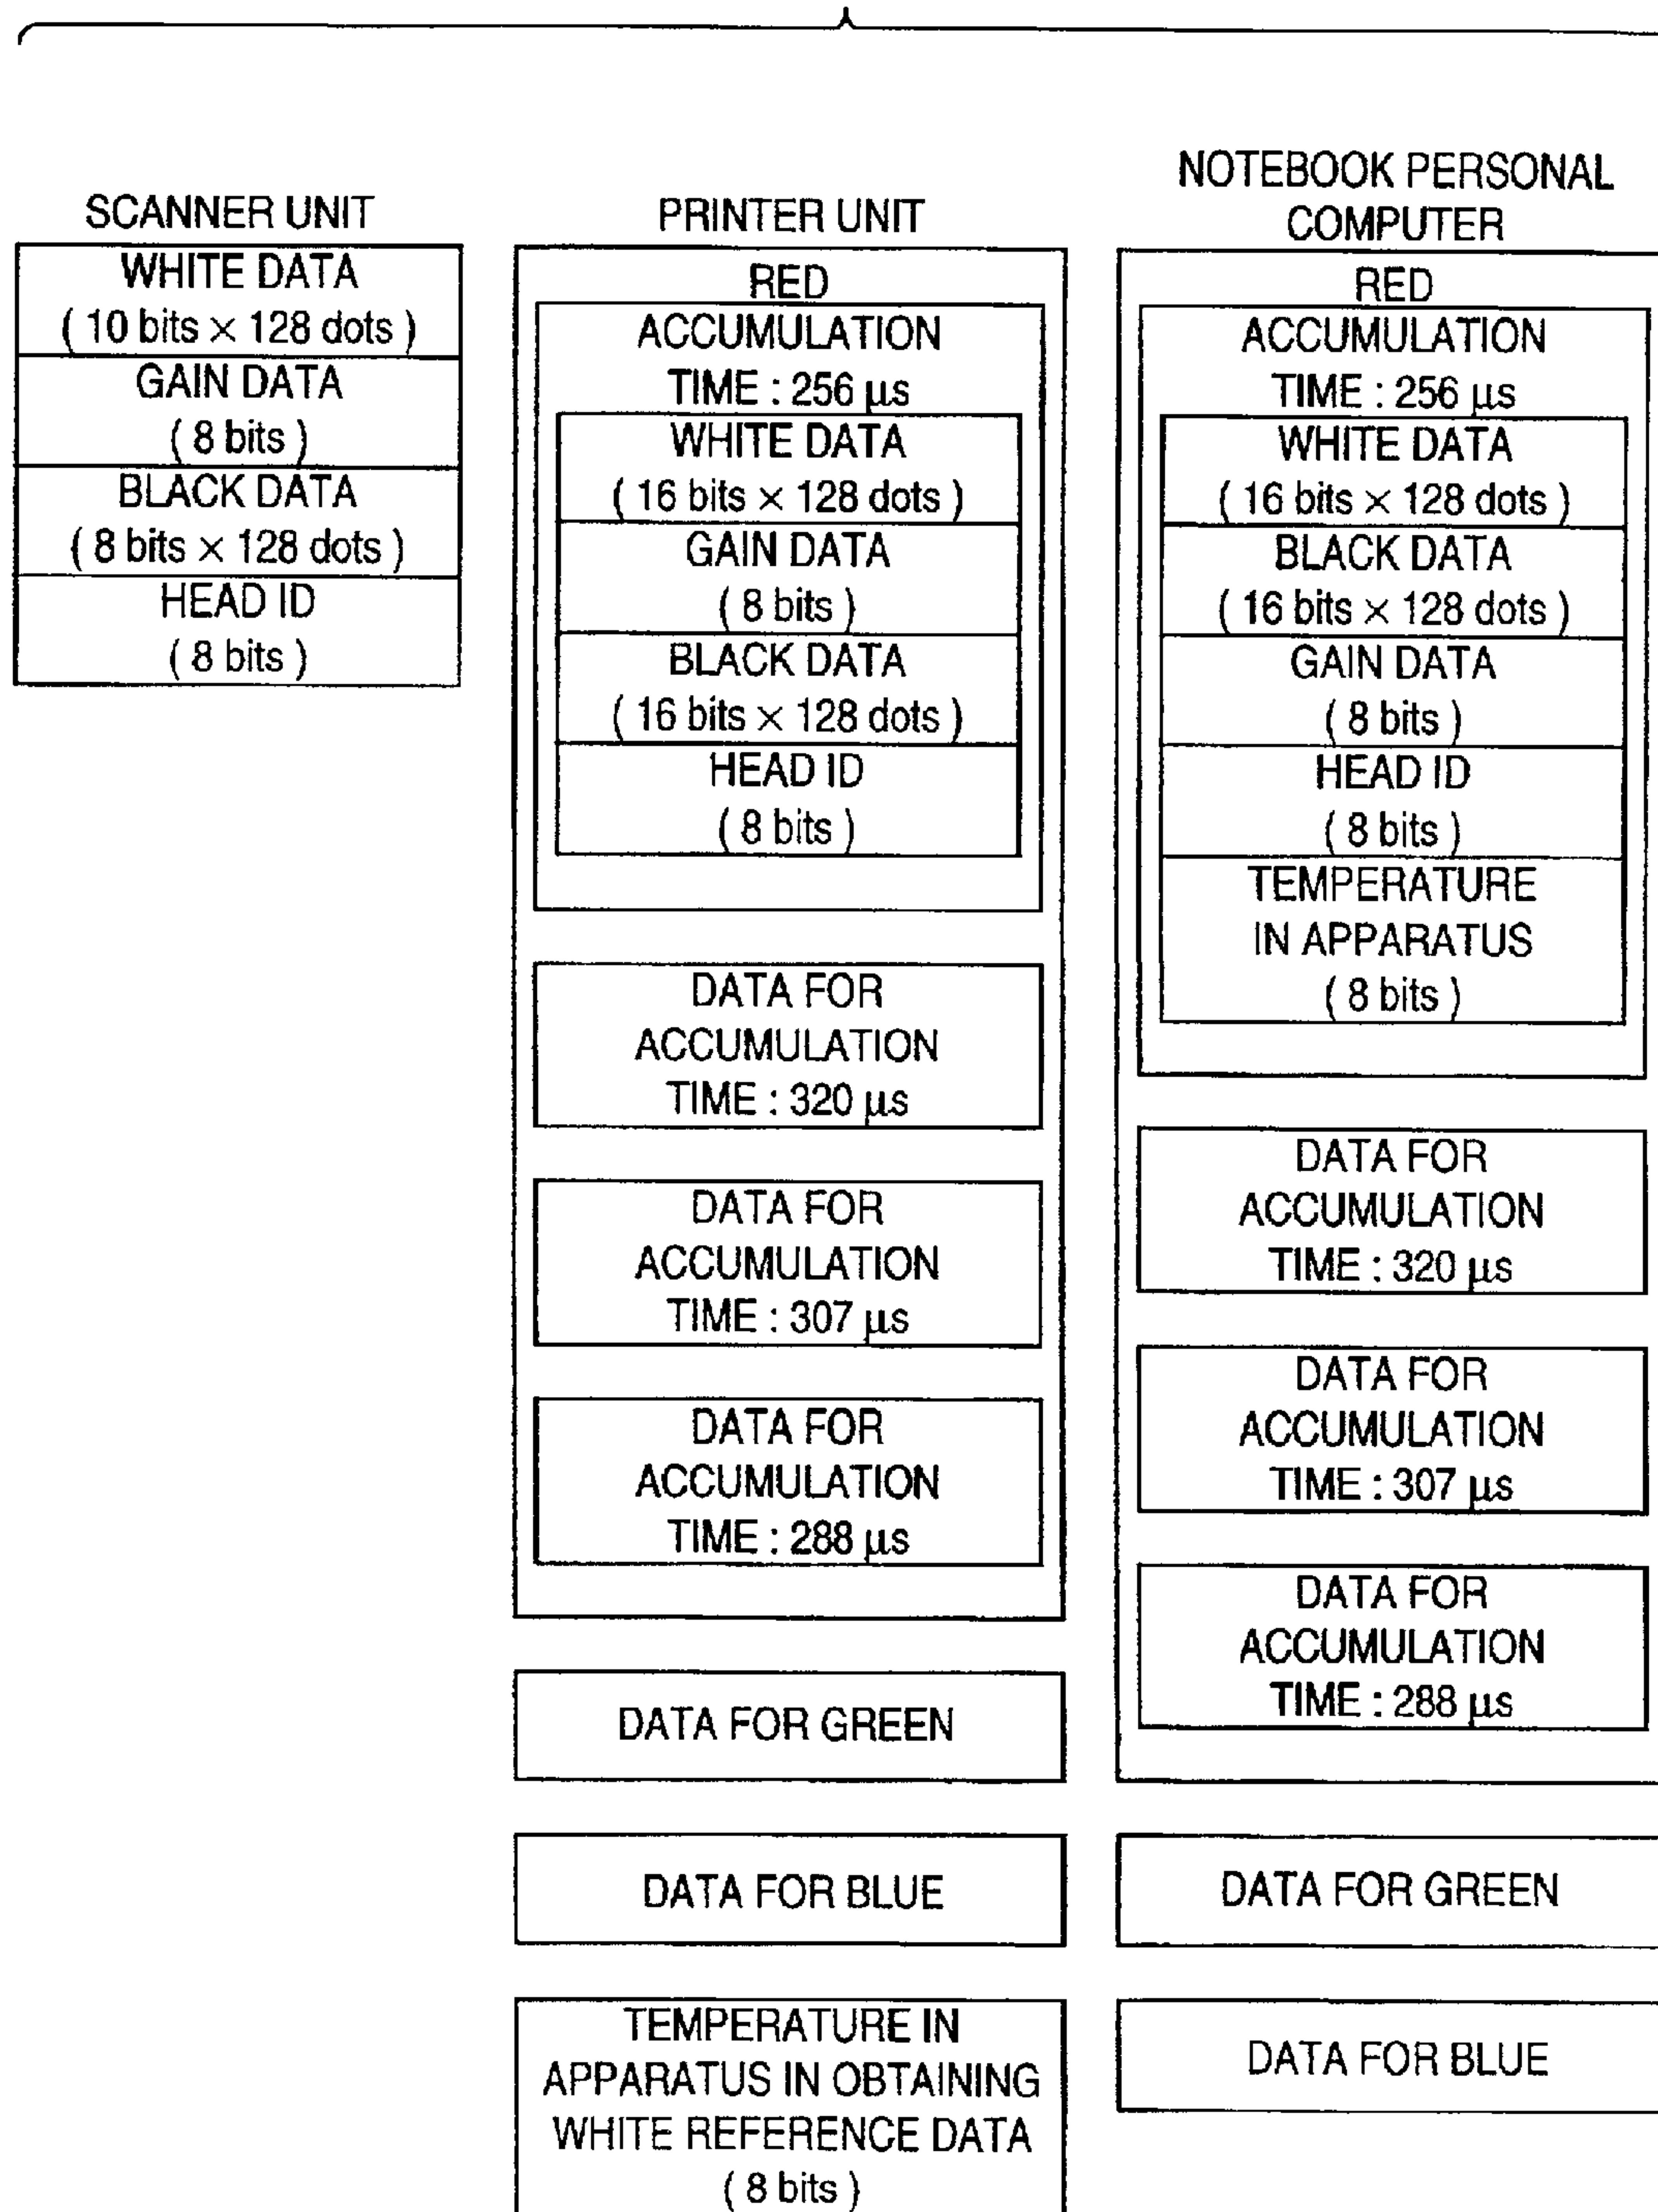 SCANNER UNIT
WHITE DATA
( 10 bits × 128 dots )
GAIN DATA
( 8 bits )
BLACK DATA
( 8 bits × 128 dots )
HEAD ID
( 8 bits )
PRINTER UNIT
RED
ACCUMULATION
TIME : 256 µs
WHITE DATA
( 16 bits × 128 dots )
GAIN DATA
( 8 bits )
BLACK DATA
( 16 bits × 128 dots )
HEAD ID
( 8 bits )
DATA FOR
ACCUMULATION
TIME : 320 µs
DATA FOR
ACCUMULATION
TIME : 307 µs
DATA FOR
ACCUMULATION
TIME : 288 µs
DATA FOR GREEN
DATA FOR BLUE
TEMPERATURE IN
APPARATUS IN OBTAINING
WHITE REFERENCE DATA
( 8 bits )
NOTEBOOK PERSONAL
COMPUTER
RED
ACCUMULATION
TIME : 256 µs
WHITE DATA
( 16 bits × 128 dots )
BLACK DATA
( 16 bits × 128 dots )
GAIN DATA
( 8 bits )
HEAD ID
( 8 bits )
TEMPERATURE
IN APPARATUS
( 8 bits )
DATA FOR
ACCUMULATION
TIME : 320 µs
DATA FOR
ACCUMULATION
TIME : 307 µs
DATA FOR
ACCUMULATION
TIME : 288 µs
DATA FOR GREEN
DATA FOR BLUE